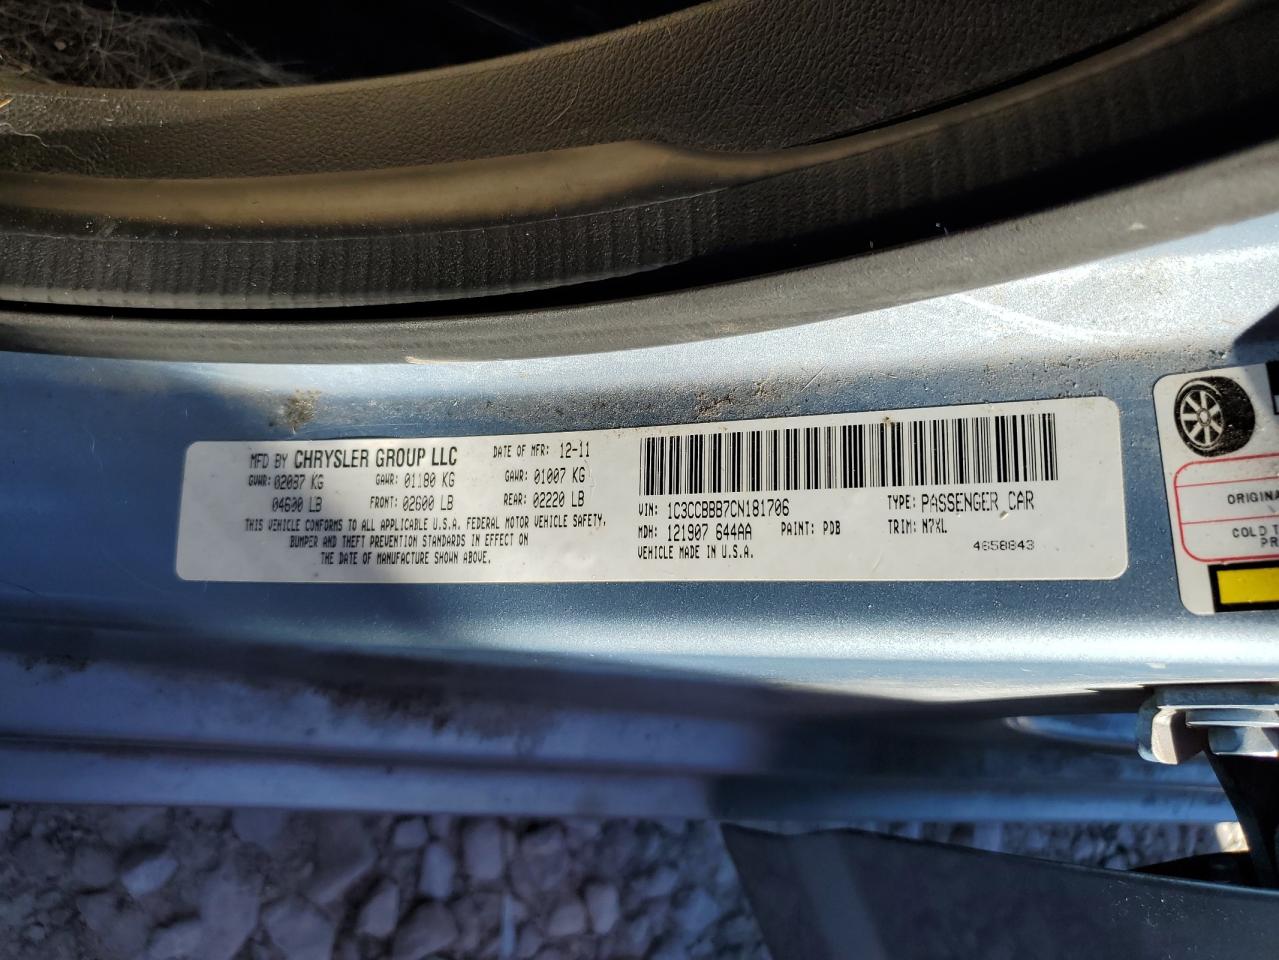 MFD BY CHRYSLER GROUP LLC DATE OF MFR: 12-11
GVWR: 02087 KG GAWR: 01180 KG GAWR: 01007 KG
04600 LB FRONT: 02600 LB REAR: 02220 LB
THIS VEHICLE CONFORMS TO ALL APPLICABLE U.S.A. FEDERAL MOTOR VEHICLE SAFETY,
BUMPER AND THEFT PREVENTION STANDARDS IN EFFECT ON
THE DATE OF MANUFACTURE SHOWN ABOVE.
VIN: 1C3CCBBB7CN181706 TYPE: PASSENGER CAR
MDH: 121907 644AA PAINT: PDB TRIM: N7XL
VEHICLE MADE IN U.S.A. 4658843
ORIGINA
COLD T
PR